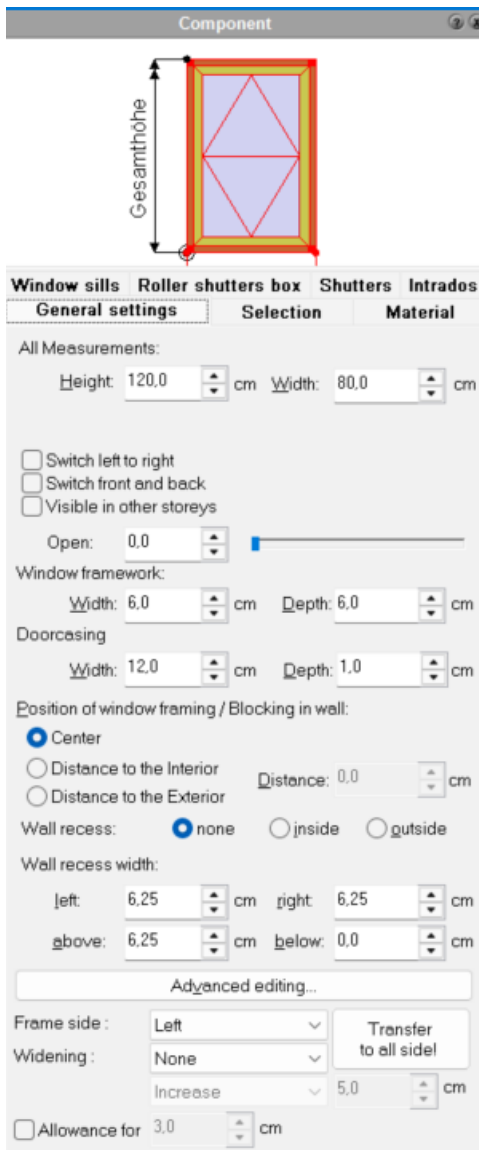 Component
Gesamthöhe
Window sills Roller shutters box Shutters Intrados
General settings Selection Material
All Measurements:
Height: 120,0 cm Width: 80,0 cm
Switch left to right
Switch front and back
Visible in other storeys
Open: 0,0
Window framework:
Width: 6,0 cm Depth: 6,0 cm
Doorcasing
Width: 12,0 cm Depth: 1,0 cm
Position of window framing / Blocking in wall:
Center
Distance to the Interior
Distance: 0,0 cm
Distance to the Exterior
Wall recess: none inside outside
Wall recess width:
left: 6,25 cm right: 6,25 cm
above: 6,25 cm below: 0,0 cm
Advanced editing...
Frame side : Left
Transfer
to all side!
Widening : None
Increase 5,0 cm
Allowance for 3,0 cm